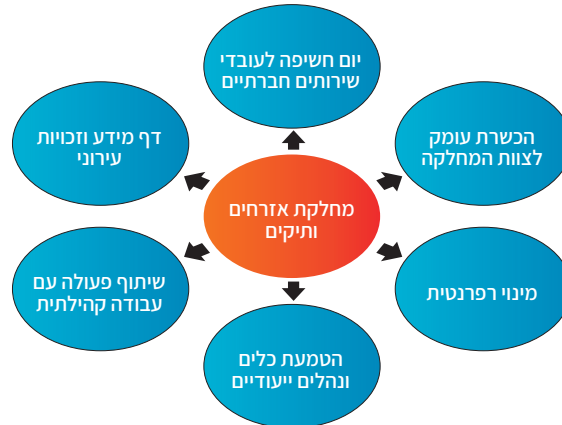 יום חשיפה לעובדי
שירותים חברתיים
הכשרת עומק
לצוות המחלקה
דף מידע וזכויות
עירוני
מחלקת אזרחים
ותיקים
מינוי רפרנטית
שיתוף פעולה עם
עבודה קהילתית
הטמעת כלים
ונהלים ייעודיים